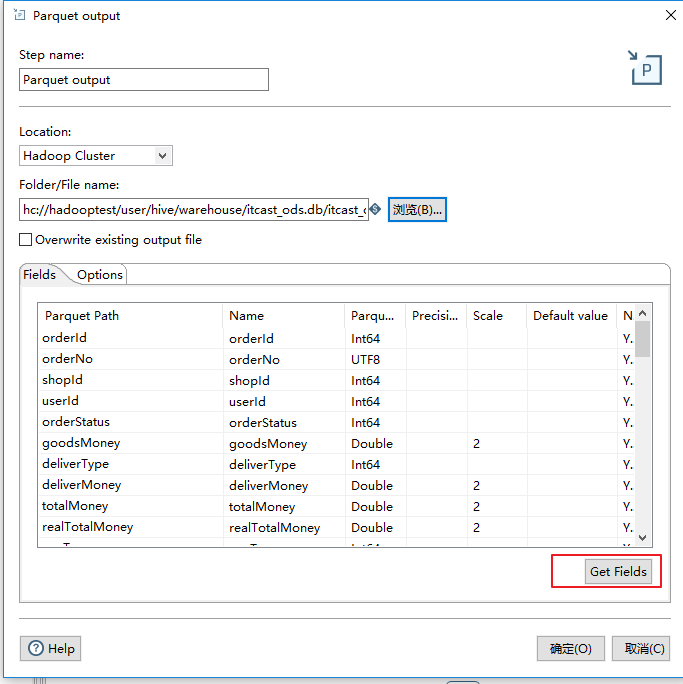 Parquet output
Step name:
Parquet output
P
Location:
Hadoop Cluster
Folder/File name:
hc://hadooptest/user/hive/warehouse/itcast_ods.db/itcast_ 浏览(B)...
Overwrite existing output file
Fields Options
Parquet Path Name Parqu... Precisi... Scale Default value N
orderId orderId Int64 Y.
orderNo orderNo UTF8 Y.
shopId shopId Int64 Y.
userId userId Int64 Y.
orderStatus orderStatus Int64 Y.
goodsMoney goodsMoney Double 2 Y.
deliverType deliverType Int64 Y.
deliverMoney deliverMoney Double 2 Y.
totalMoney totalMoney Double 2 Y.
realTotalMoney realTotalMoney Double 2 Y.
Get Fields
? Help 确定(O) 取消(C)